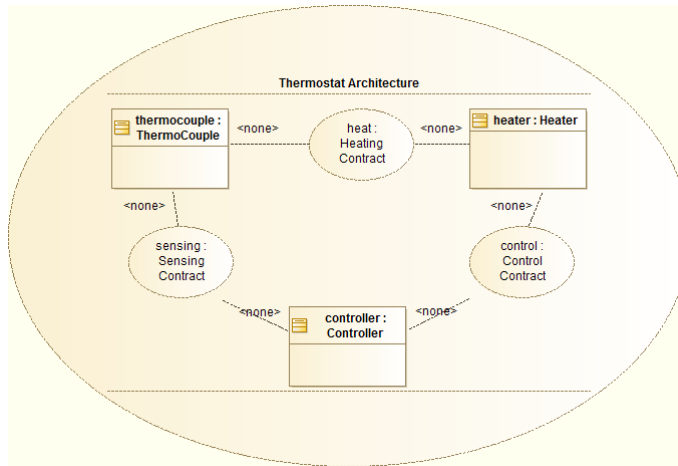 Thermostat Architecture
thermocouple :
ThermoCouple
<none>
heat :
Heating
Contract
<none>
heater : Heater
<none>
<none>
sensing :
Sensing
Contract
control :
Control
Contract
<none>
<none>
controller :
Controller